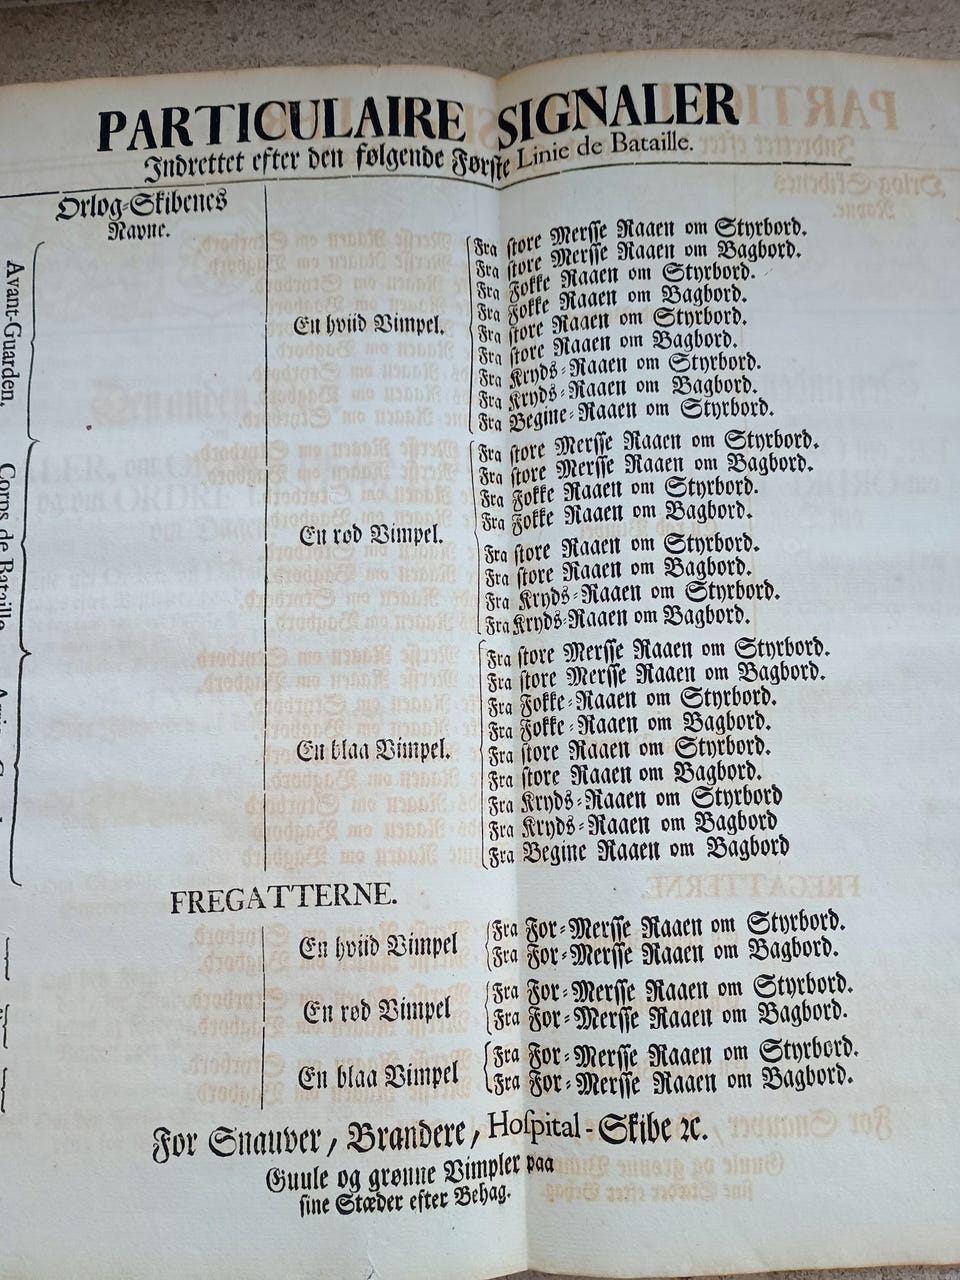 PARTICULAIRE SIGNALER
Indrettet efter den følgende Første Linie de Bataille.
Orlog-Skibenes
Navne.
Avant-Guarden,
Corps de Bataille
En hviid Vimpel.
Fra store Mersse Raaen om Styrbord.
Fra store Mersse Raaen om Bagbord.
Fra Fokke Raaen om Styrbord.
Fra Fokke Raaen om Bagbord.
Fra store Raaen om Styrbord.
Fra store Raaen om Bagbord.
Fra Kryds-Raaen om Styrbord.
Fra Kryds-Raaen om Bagbord.
Fra Begine-Raaen om Styrbord.
En rød Vimpel.
Fra store Mersse Raaen om Styrbord.
Fra store Mersse Raaen om Bagbord.
Fra Fokke Raaen om Styrbord.
Fra Fokke Raaen om Bagbord.
Fra store Raaen om Styrbord.
Fra store Raaen om Bagbord.
Fra Kryds-Raaen om Styrbord.
Fra Kryds-Raaen om Bagbord.
En blaa Vimpel.
Fra store Mersse Raaen om Styrbord.
Fra store Mersse Raaen om Bagbord.
Fra Fokke-Raaen om Styrbord.
Fra Fokke-Raaen om Bagbord.
Fra store Raaen om Styrbord.
Fra store Raaen om Bagbord.
Fra Kryds-Raaen om Styrbord
Fra Kryds-Raaen om Bagbord
Fra Begine Raaen om Bagbord
FREGATTERNE.
En hviid Vimpel
Fra For-Mersse Raaen om Styrbord.
Fra For-Mersse Raaen om Bagbord.
En rød Vimpel
Fra For-Mersse Raaen om Styrbord.
Fra For-Mersse Raaen om Bagbord.
En blaa Vimpel
Fra For-Mersse Raaen om Styrbord.
Fra For-Mersse Raaen om Bagbord.
For Snauver, Brandere, Hospital-Skibe ꝛc.
Guule og grønne Vimpler paa
sine Stæder efter Behag.